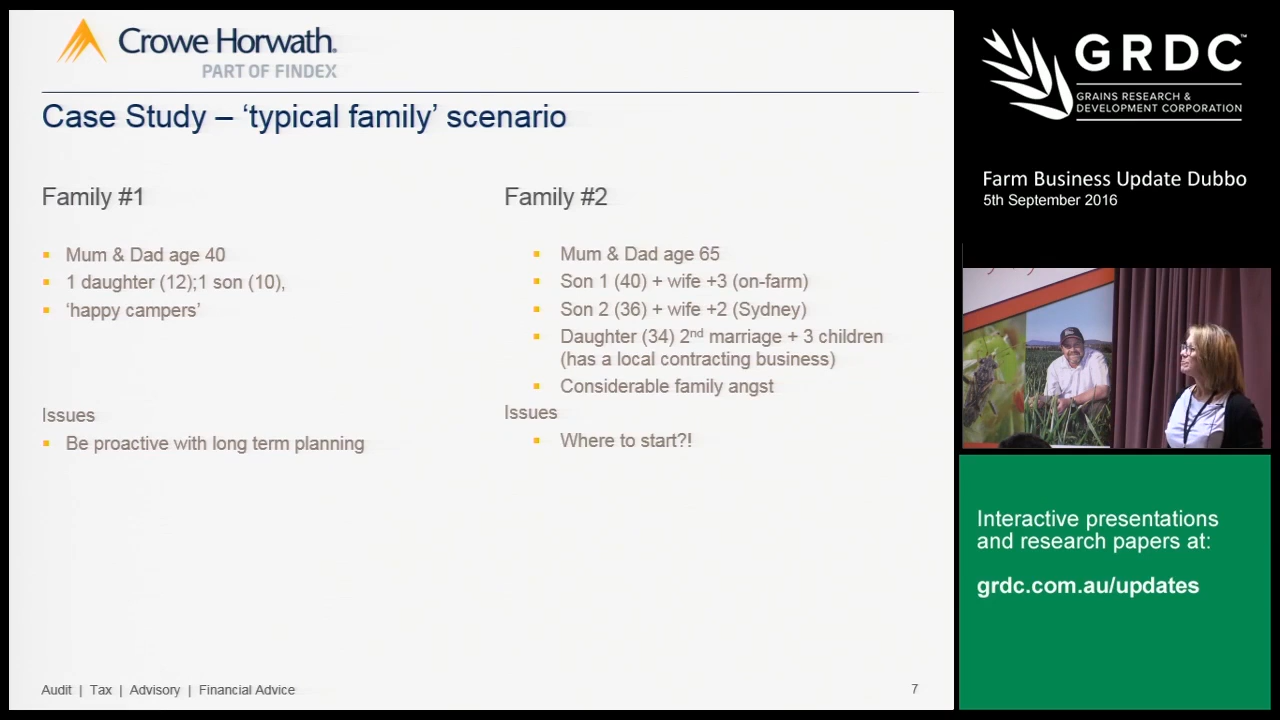 Crowe Horwath.
PART OF FINDEX
Case Study – ‘typical family’ scenario
Family #1
▪ Mum & Dad age 40
▪ 1 daughter (12);1 son (10),
▪ ‘happy campers’
Issues
▪ Be proactive with long term planning
Family #2
▪ Mum & Dad age 65
▪ Son 1 (40) + wife +3 (on-farm)
▪ Son 2 (36) + wife +2 (Sydney)
▪ Daughter (34) 2nd marriage + 3 children
(has a local contracting business)
▪ Considerable family angst
Issues
▪ Where to start?!
Audit | Tax | Advisory | Financial Advice
7
GRDC™
GRAINS RESEARCH &
DEVELOPMENT CORPORATION
Farm Business Update Dubbo
5th September 2016
Interactive presentations
and research papers at:
grdc.com.au/updates